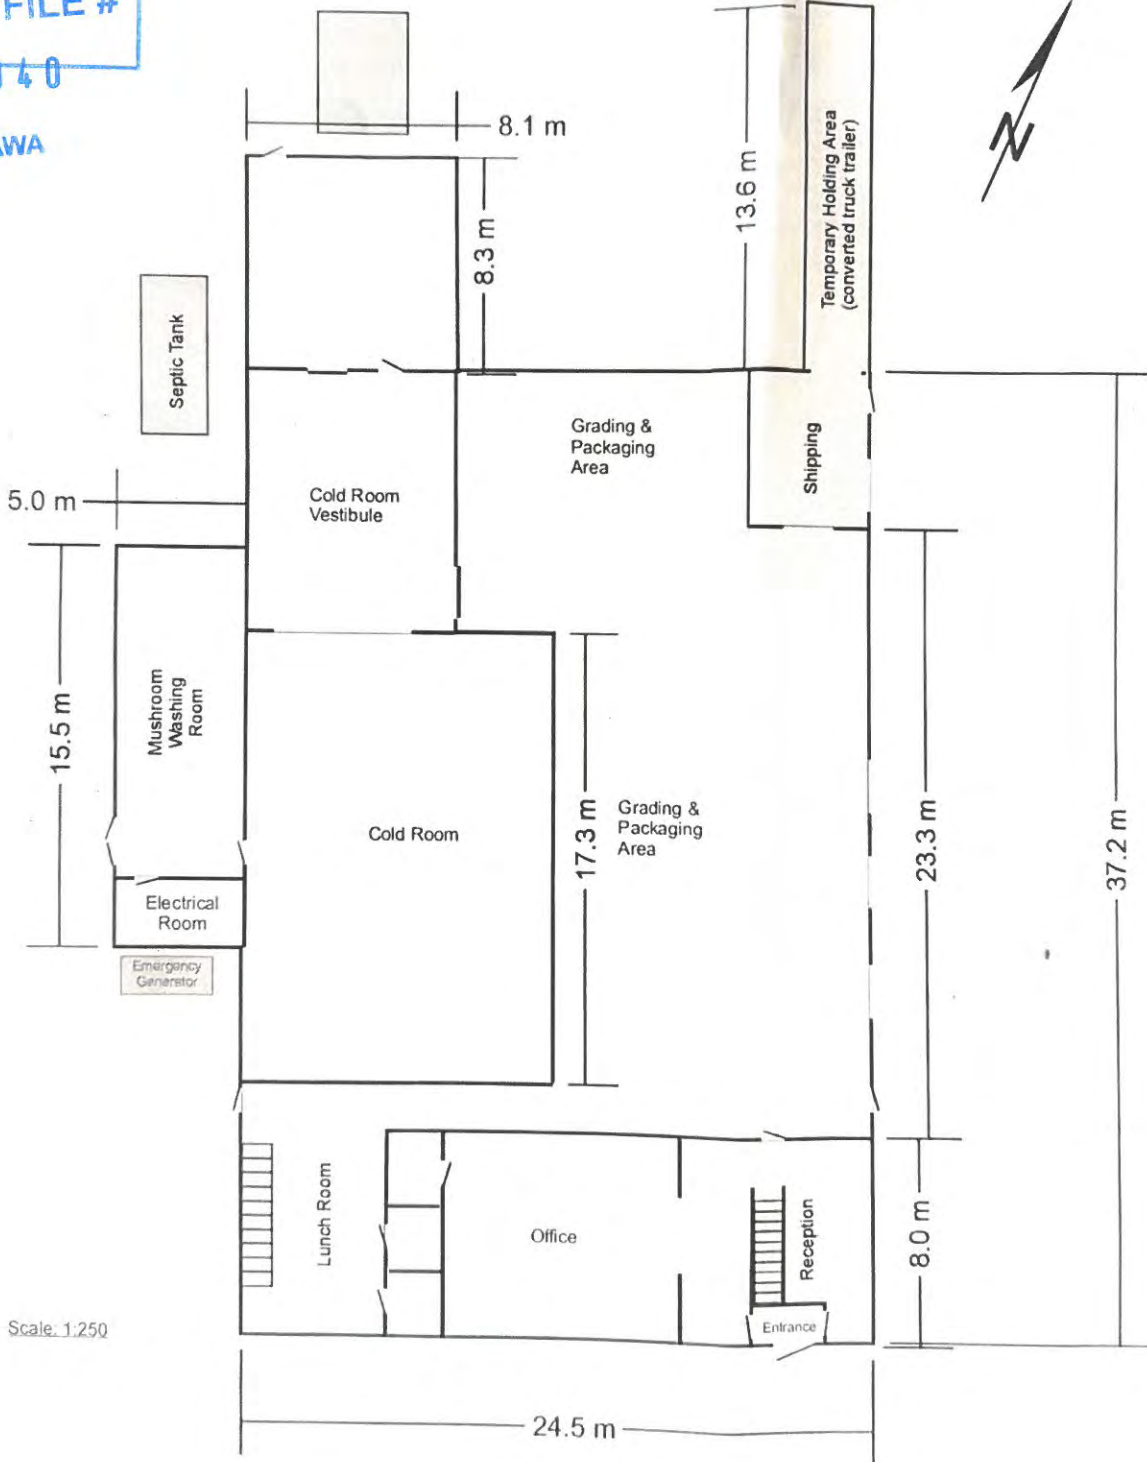 FILE #
140
AWA
8.1 m
8.3 m
13.6 m
Temporary Holding Area
(converted truck trailer)
N
Septic Tank
Grading &
Packaging
Area
Shipping
5.0 m
Cold Room
Vestibule
15.5 m
Mushroom
Washing
Room
Cold Room
17.3 m
Grading &
Packaging
Area
23.3 m
37.2 m
Electrical
Room
Emergency
Generator
Lunch Room
Office
Reception
8.0 m
Entrance
Scale: 1:250
24.5 m